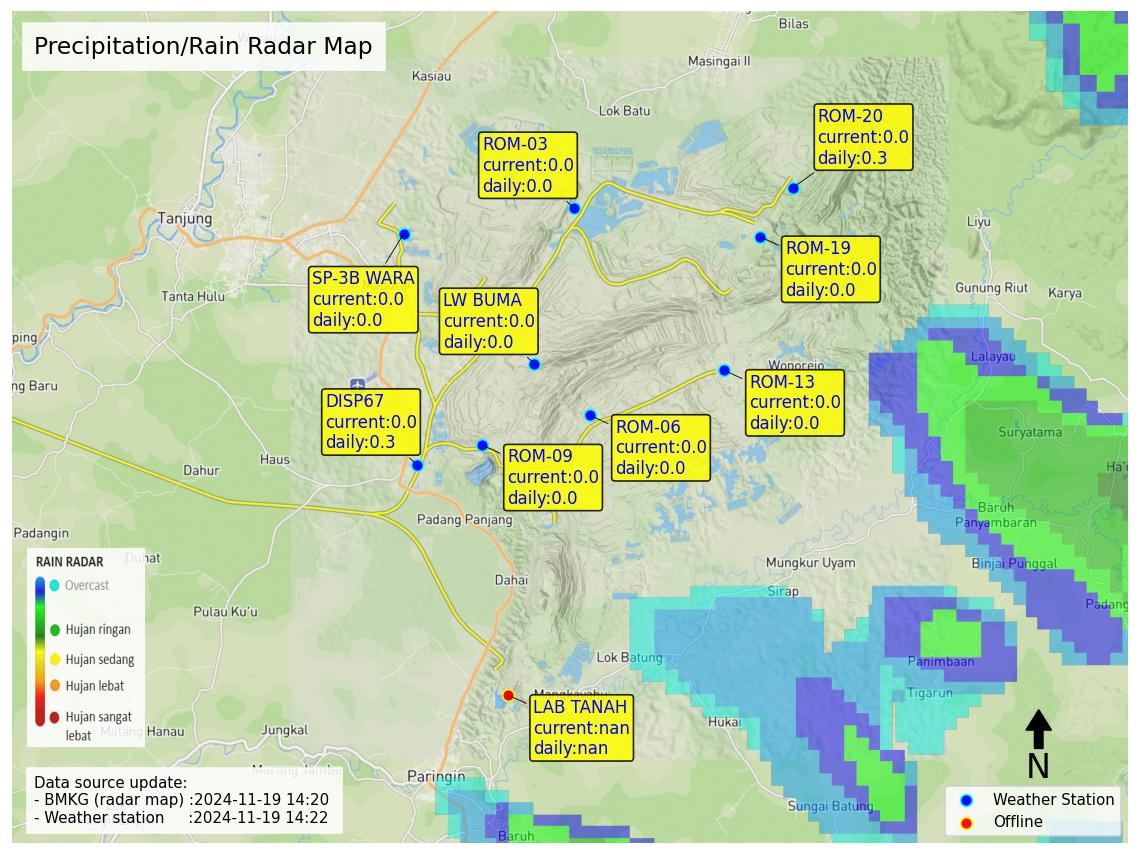 Precipitation/Rain Radar Map
Bilas
Masingai II
Kasiau
Lok Batu
ROM-20
current:0.0
daily:0.3
ROM-03
current:0.0
daily:0.0
Tanjung
Liyu
ROM-19
current:0.0
daily:0.0
SP-3B WARA
current:0.0
daily:0.0
Tanta Hulu
LW BUMA
current:0.0
daily:0.0
Gunung Riut
Karya
ping
Lalayau
Wonorejo
ng Baru
ROM-13
current:0.0
daily:0.0
DISP67
current:0.0
daily:0.3
ROM-06
current:0.0
daily:0.0
Suryatama
Haus
Dahur
ROM-09
current:0.0
daily:0.0
Baruh
Panyambaran
Padang Panjang
Padangin
Duhat
Mungkur Uyam
Binjai Punggal
Dahai
Sirap
Padang
Pulau Ku'u
RAIN RADAR
Overcast
Hujan ringan
Hujan sedang
Hujan lebat
Hujan sangat
lebat
Lok Batung
Panimbaan
Tigarun
Mangkayahu
LAB TANAH
current:nan
daily:nan
Hukai
Matang Hanau
Jungkal
Murung Jambu
Paringin
Sungai Batung
Baruh
N
Data source update:
- BMKG (radar map) :2024-11-19 14:20
- Weather station :2024-11-19 14:22
Weather Station
Offline